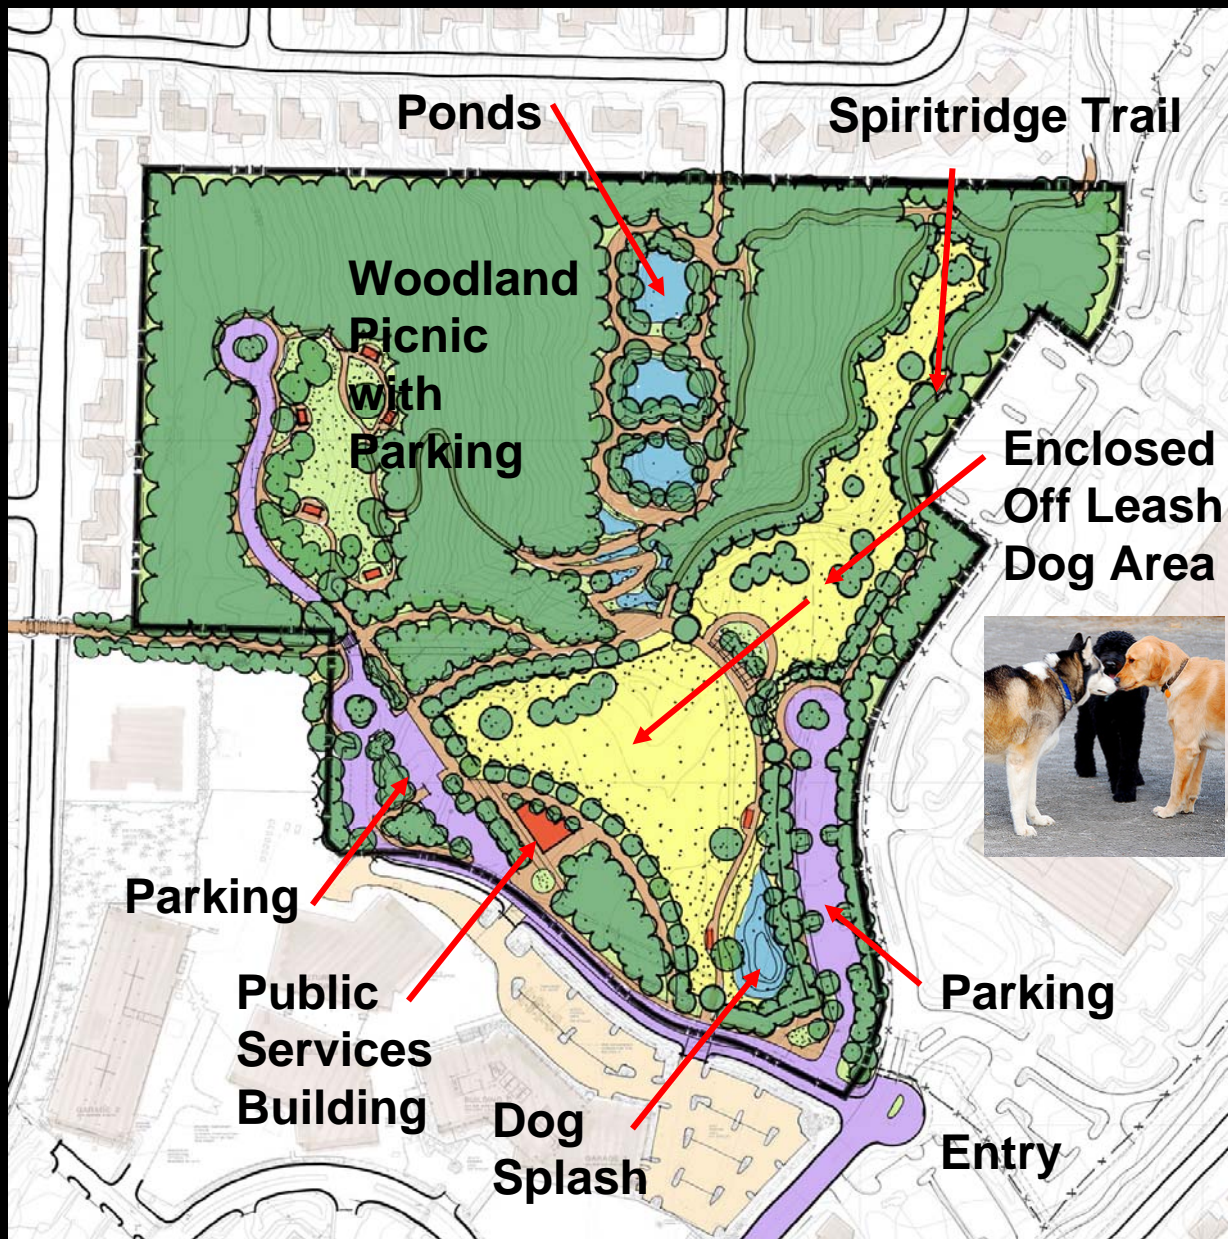 Ponds
Spiritridge Trail
Woodland
Picnic
with
Parking
Enclosed
Off Leash
Dog Area
Parking
Public
Services
Building
Parking
Dog
Splash
Entry